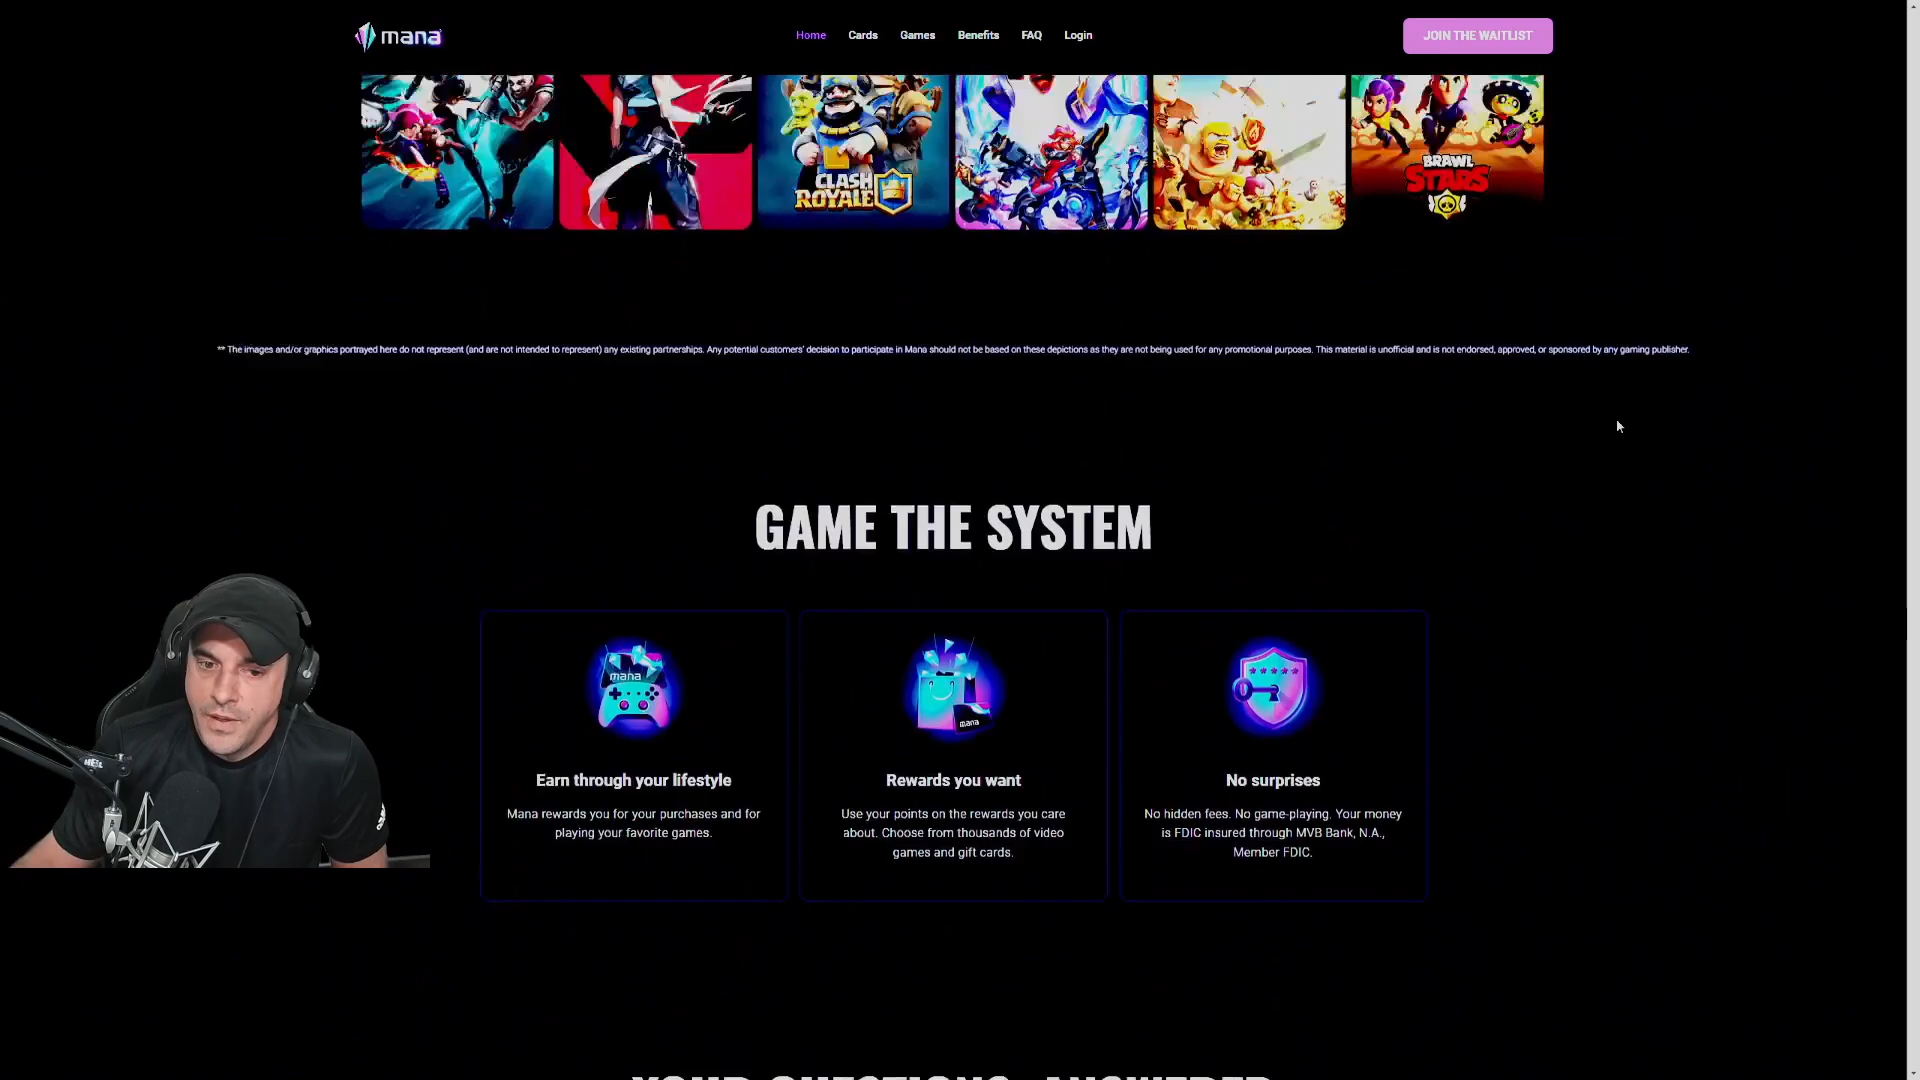 mana
Home Cards Games Benefits FAQ Login
JOIN THE WAITLIST
CLASH
ROYALE
BRAWL
STARS
** The images and/or graphics portrayed here do not represent (and are not intended to represent) any existing partnerships. Any potential customers' decision to participate in Mana should not be based on these depictions as they are not being used for any promotional purposes. This material is unofficial and is not endorsed, approved, or sponsored by any gaming publisher.
GAME THE SYSTEM
mana
mana
Earn through your lifestyle
Mana rewards you for your purchases and for
playing your favorite games.
Rewards you want
Use your points on the rewards you care
about. Choose from thousands of video
games and gift cards.
No surprises
No hidden fees. No game-playing. Your money
is FDIC insured through MVB Bank, N.A.,
Member FDIC.
YOUR QUESTIONS, ANSWERED